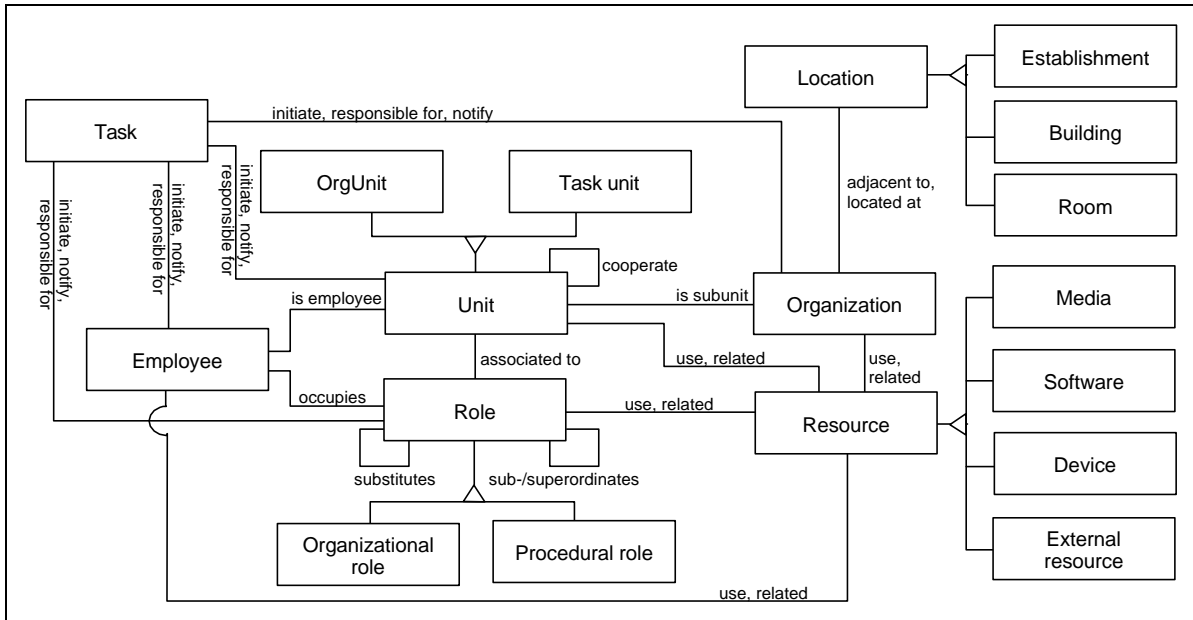 Establishment
Location
Building
Room
Task
initiate, responsible for, notify
OrgUnit
Task unit
adjacent to,
located at
initiate, notify,
responsible for
initiate, notify,
responsible for
initiate, notify,
responsible for
cooperate
Unit
is employee
is subunit
Organization
Media
Employee
associated to
use, related
use,
related
Software
occupies
Role
use, related
Resource
substitutes
sub-/superordinates
Device
Organizational
role
Procedural role
External
resource
use, related